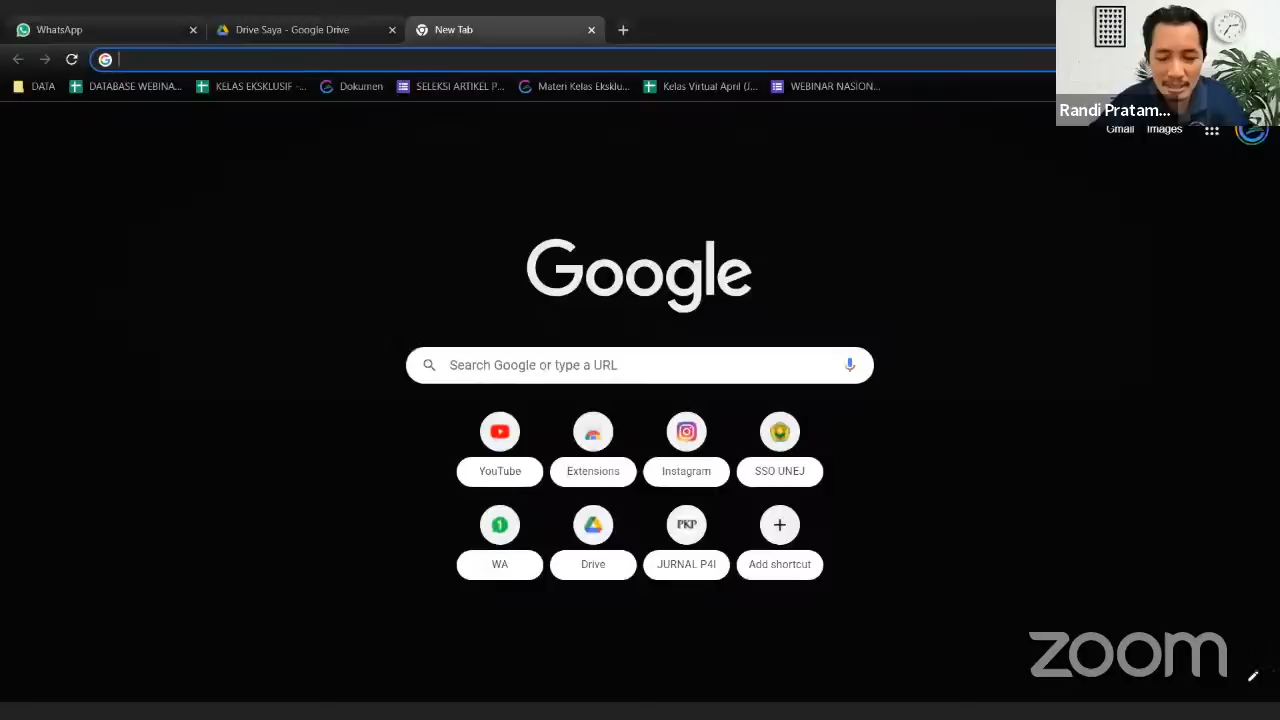 WhatsApp
Drive Saya - Google Drive
New Tab
DATA
DATABASE WEBINA...
KELAS EKSKLUSIF -...
Dokumen
SELEKSI ARTIKEL P...
Materi Kelas Eksklu...
Kelas Virtual April (J...
WEBINAR NASION...
Randi Pratam...
Gmail
Images
Google
Search Google or type a URL
YouTube
Extensions
Instagram
SSO UNEJ
1
PKP
WA
Drive
JURNAL P4I
Add shortcut
zoom